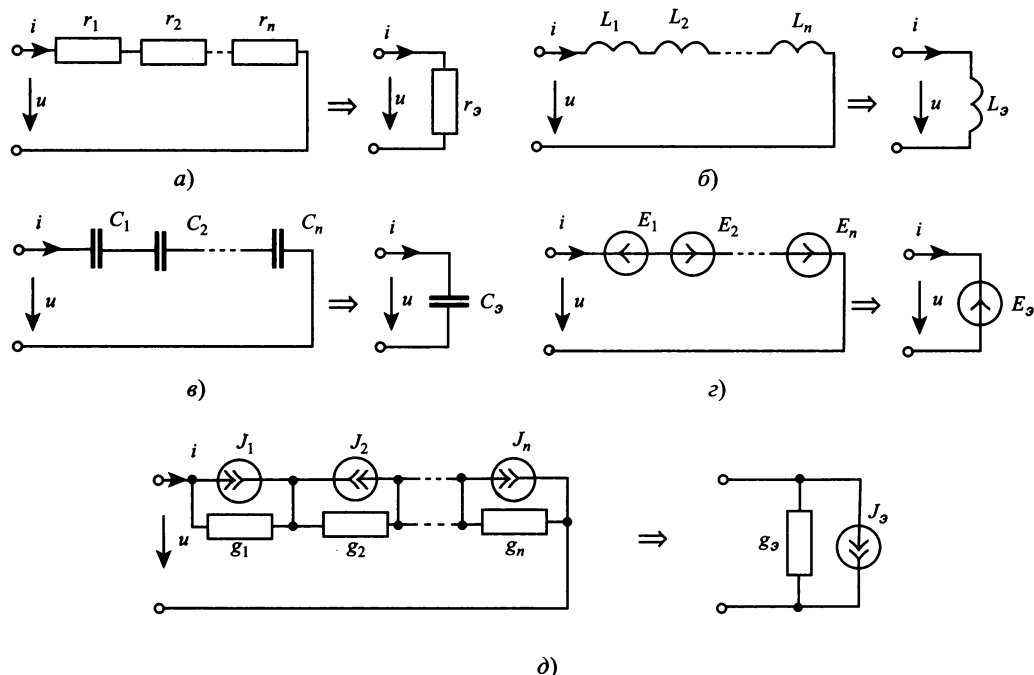 i r₁ r₂ rₙ i
u ⇒ u rэ
а)
i L₁ L₂ Lₙ i
u ⇒ u Lэ
б)
i C₁ C₂ Cₙ i
u ⇒ u Cэ
в)
i E₁ E₂ Eₙ i
u ⇒ u Eэ
г)
i J₁ J₂ Jₙ
u g₁ g₂ gₙ ⇒ gэ Jэ
д)